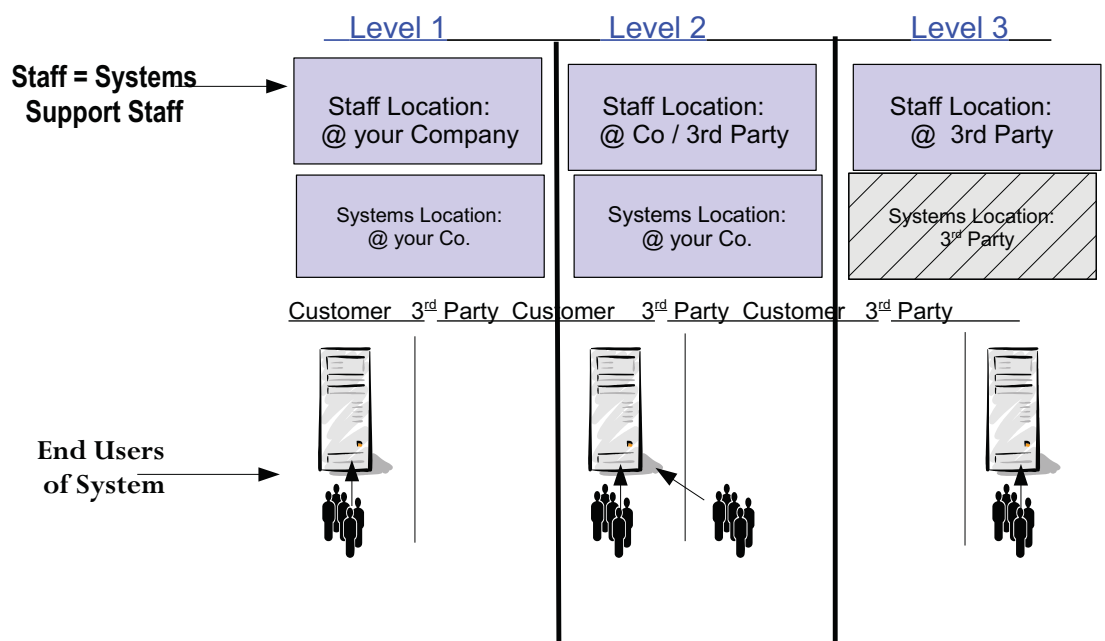 Level 1
Level 2
Level 3
Staff = Systems
Support Staff
Staff Location:
@ your Company
Staff Location:
@ Co / 3rd Party
Staff Location:
@ 3rd Party
Systems Location:
@ your Co.
Systems Location:
@ your Co.
Systems Location:
3rd Party
Customer 3rd Party Customer 3rd Party Customer 3rd Party
End Users
of System